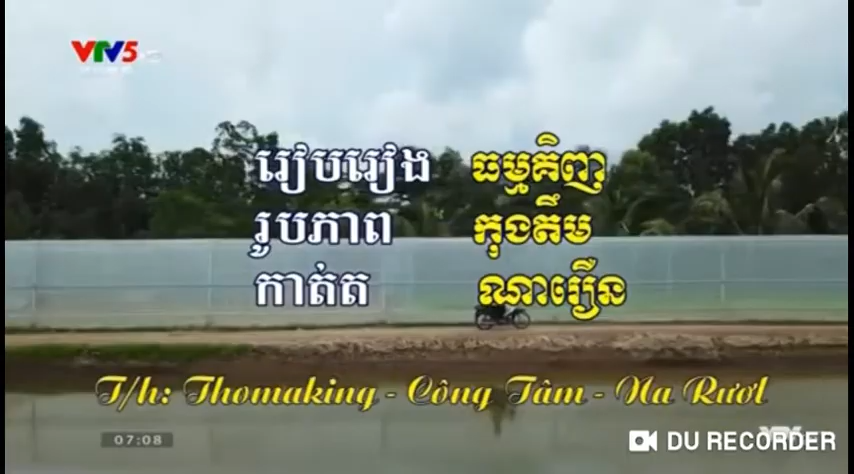 VTV5
រៀបរៀង ធម្មគិញ
រូបភាព កុងតឹម
កាត់ត ណារឿន
T/h: Thomaking - Công Tâm - Na Rươl
07:08
DU RECORDER